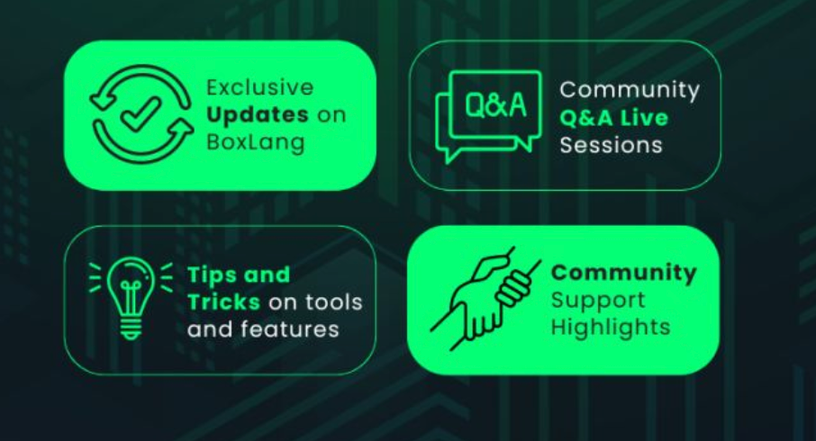 Exclusive
Updates on
BoxLang
Q&A
Community
Q&A Live
Sessions
Tips and
Tricks on tools
and features
Community
Support
Highlights